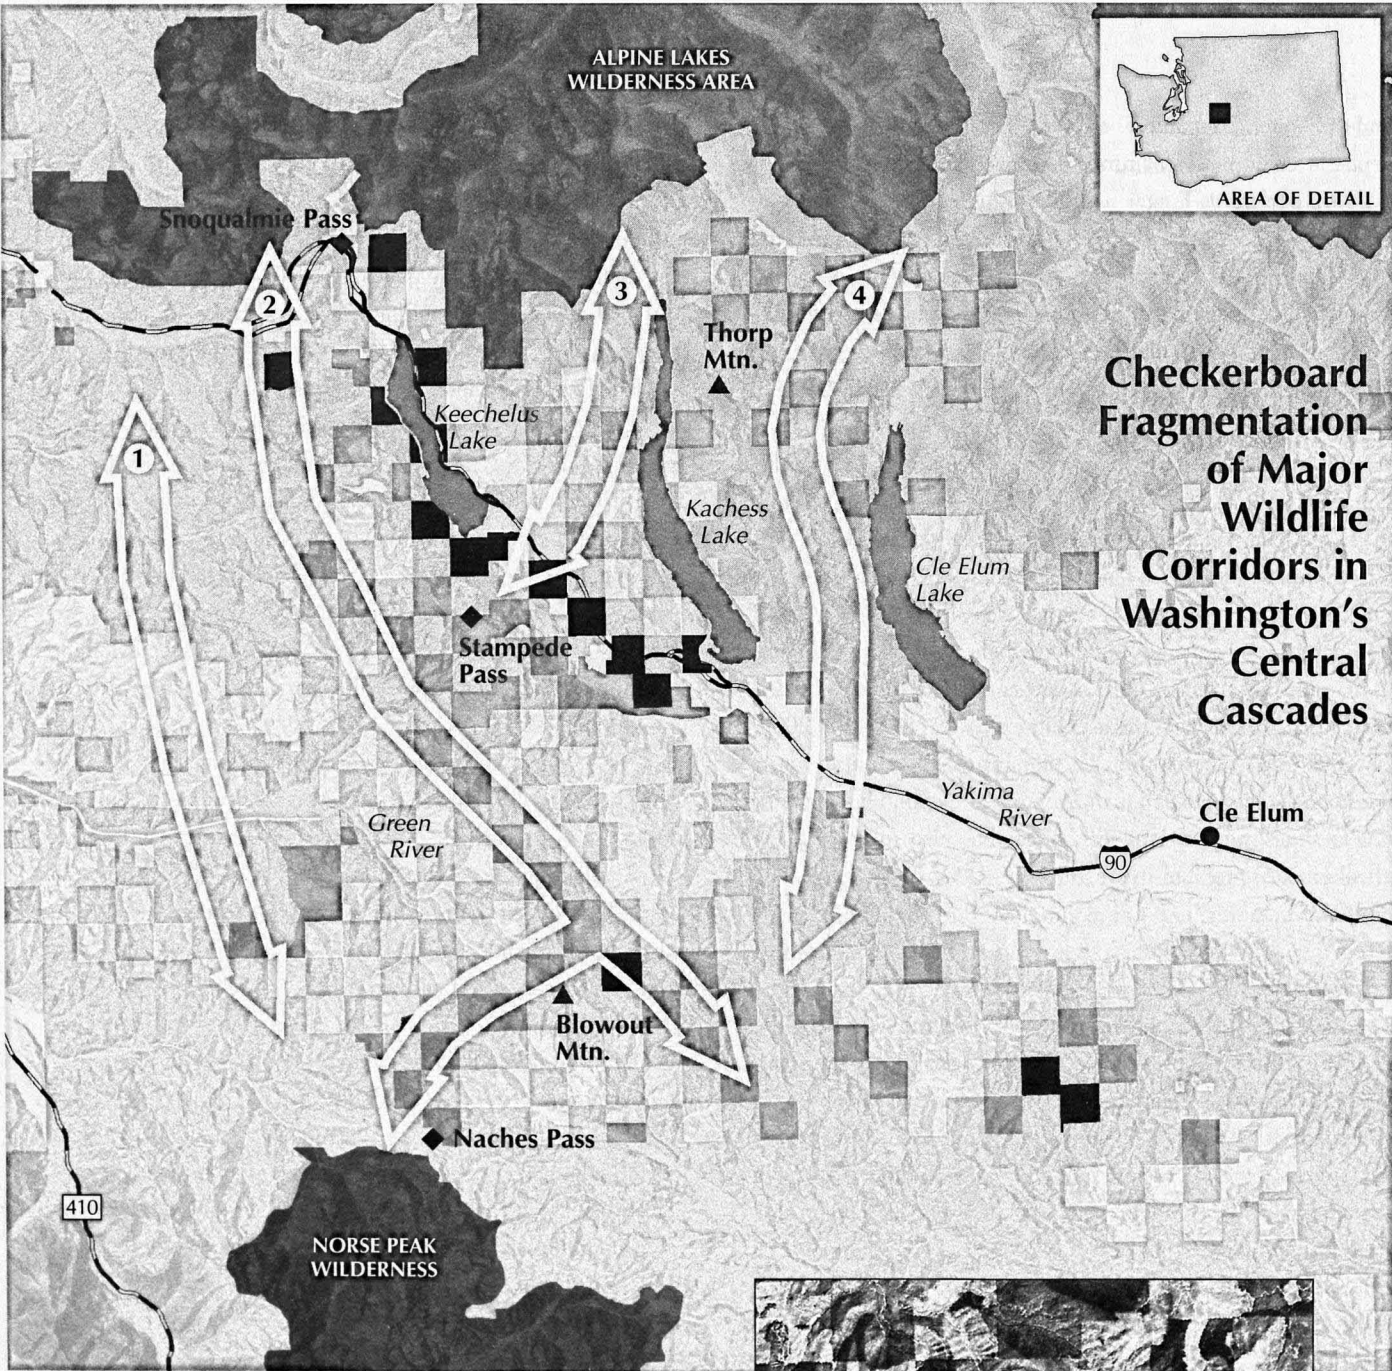 ALPINE LAKES
WILDERNESS AREA
AREA OF DETAIL
Snoqualmie Pass
2
3
4
Thorp
Mtn.
Checkerboard
Fragmentation
of Major
Wildlife
Corridors in
Washington's
Central
Cascades
Keechelus
Lake
1
Kachess
Lake
Cle Elum
Lake
Stampede
Pass
Yakima
River
Cle Elum
Green
River
90
Blowout
Mtn.
Naches Pass
410
NORSE PEAK
WILDERNESS